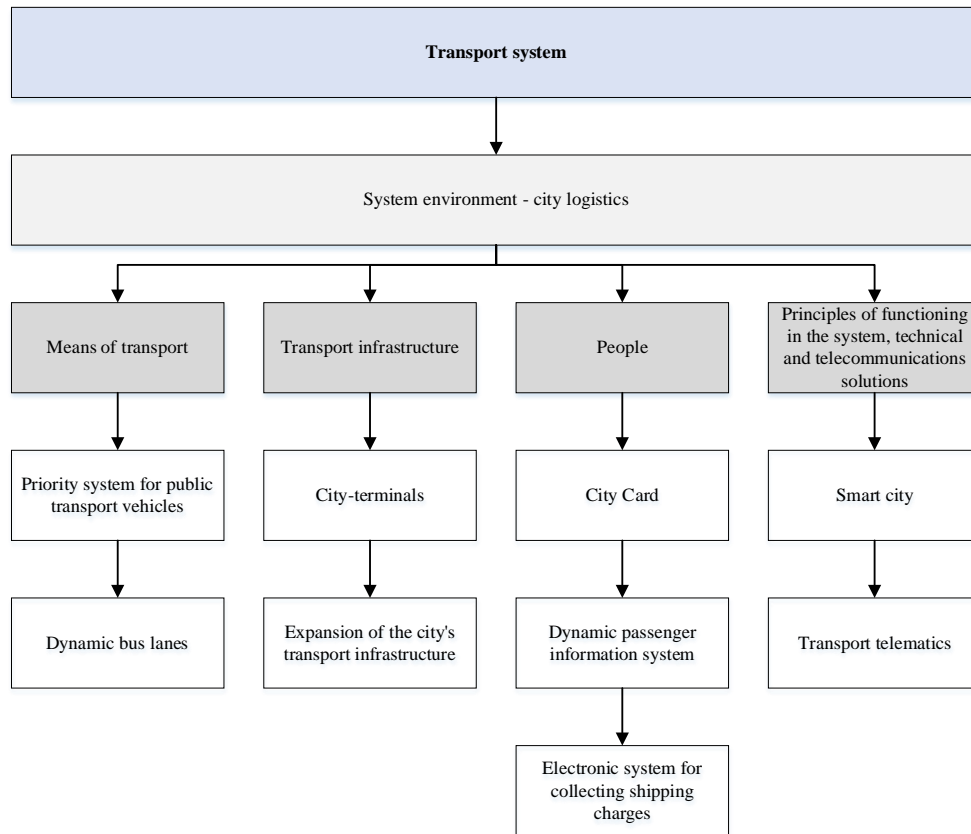 Transport system
System environment - city logistics
Means of transport
Transport infrastructure
People
Principles of functioning
in the system, technical
and telecommunications
solutions
Priority system for public
transport vehicles
City-terminals
City Card
Smart city
Dynamic bus lanes
Expansion of the city's
transport infrastructure
Dynamic passenger
information system
Transport telematics
Electronic system for
collecting shipping
charges